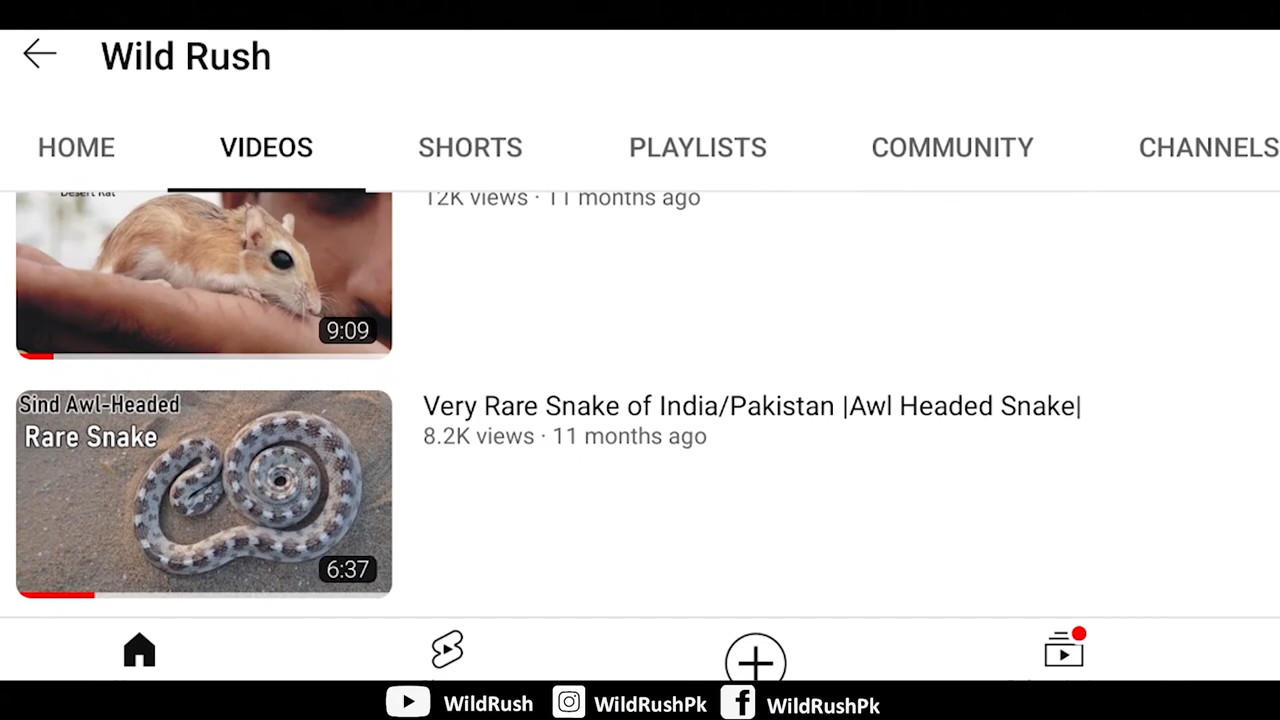 Wild Rush
HOME VIDEOS SHORTS PLAYLISTS COMMUNITY CHANNELS
Desert Rat
12K views · 11 months ago
9:09
Sind Awl-Headed
Rare Snake
6:37
Very Rare Snake of India/Pakistan |Awl Headed Snake|
8.2K views · 11 months ago
WildRush WildRushPk WildRushPk